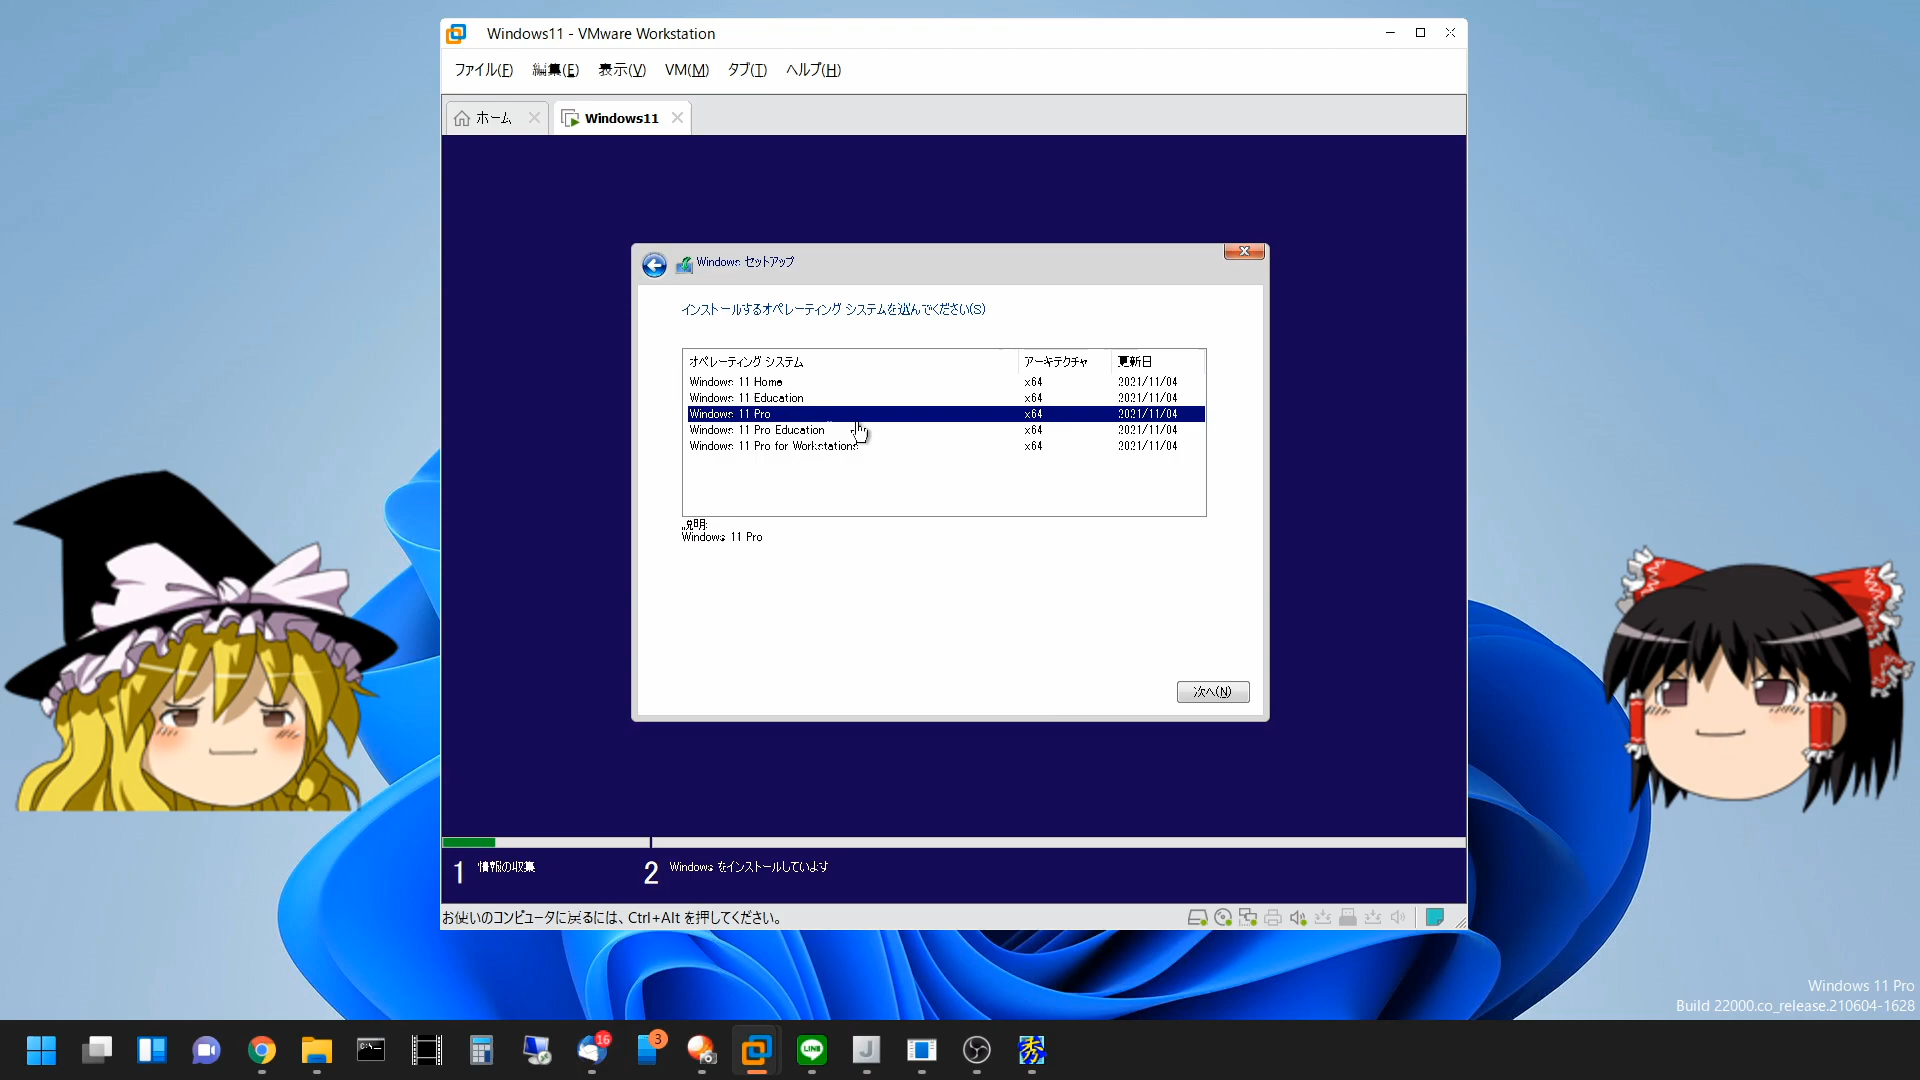 Windows11 - VMware Workstation
ファイル(F) 編集(E) 表示(V) VM(M) タブ(T) ヘルプ(H)
ホーム Windows11
Windows セットアップ
インストールするオペレーティング システムを選んでください(S)
オペレーティング システム アーキテクチャ 更新日
Windows 11 Home x64 2021/11/04
Windows 11 Education x64 2021/11/04
Windows 11 Pro x64 2021/11/04
Windows 11 Pro Education x64 2021/11/04
Windows 11 Pro for Workstations x64 2021/11/04
説明:
Windows 11 Pro
次へ(N)
1 情報の収集 2 Windows をインストールしています
お使いのコンピュータに戻るには、Ctrl+Alt を押してください。
Windows 11 Pro
Build 22000.co_release.210604-1628
16 3 LINE J 秀